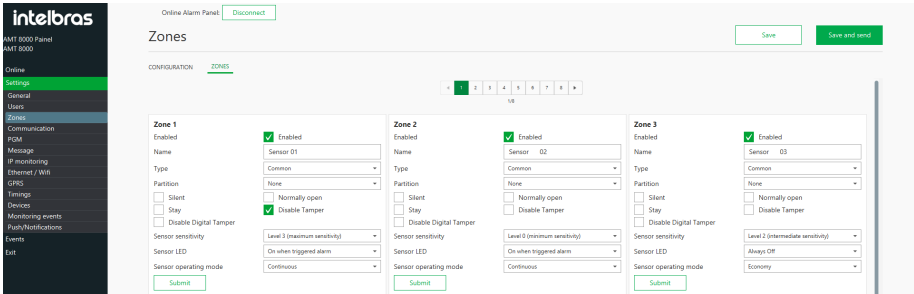 intelbras
AMT 8000 Painel
AMT 8000
Online
Settings
General
Users
Zones
Communication
PGM
Message
IP monitoring
Ethernet / Wifi
GPRS
Timings
Devices
Monitoring events
Push/Notifications
Events
Exit
Online Alarm Panel: Disconnect
Zones
Save Save and send
CONFIGURATION ZONES
« 1 2 3 4 5 6 7 8 »
1/8
Zone 1
Enabled Enabled
Name Sensor 01
Type Common
Partition None
Silent Normally open
Stay Disable Tamper
Disable Digital Tamper
Sensor sensitivity Level 3 (maximum sensitivity)
Sensor LED On when triggered alarm
Sensor operating mode Continuous
Submit
Zone 2
Enabled Enabled
Name Sensor 02
Type Common
Partition None
Silent Normally open
Stay Disable Tamper
Disable Digital Tamper
Sensor sensitivity Level 0 (minimum sensitivity)
Sensor LED On when triggered alarm
Sensor operating mode Continuous
Submit
Zone 3
Enabled Enabled
Name Sensor 03
Type Common
Partition None
Silent Normally open
Stay Disable Tamper
Disable Digital Tamper
Sensor sensitivity Level 2 (intermediate sensitivity)
Sensor LED Always Off
Sensor operating mode Economy
Submit